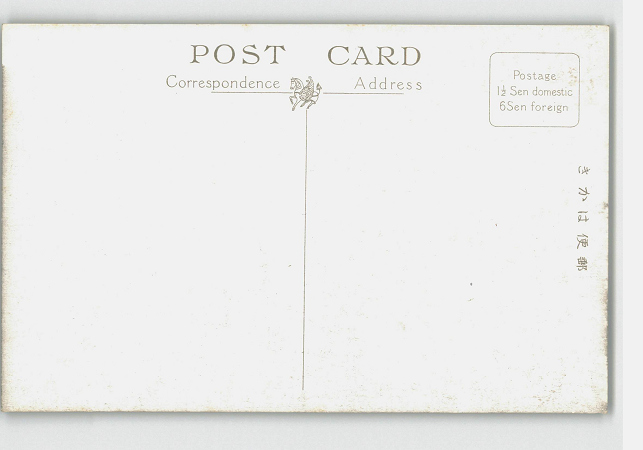 POST CARD
Correspondence Address
Postage
1½ Sen domestic
6Sen foreign
きかは便郵